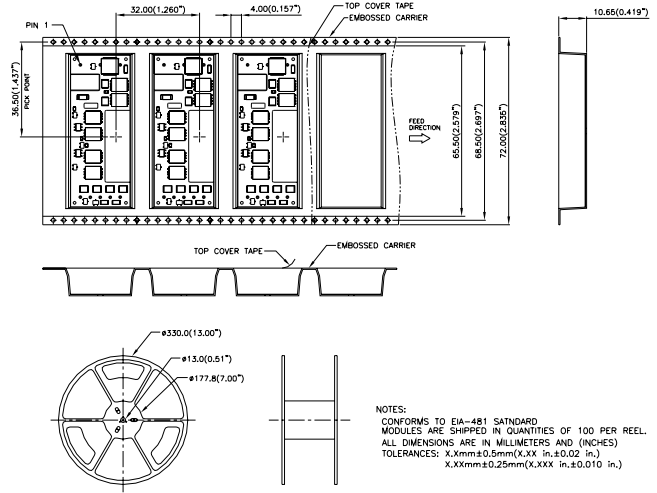 TOP COVER TAPE
EMBOSSED CARRIER
32.00(1.260")
4.00(0.157")
10.65(0.419")
PIN 1
36.50(1.437")
PICK POINT
FEED
DIRECTION
65.50(2.579")
68.50(2.697")
72.00(2.835")
TOP COVER TAPE
EMBOSSED CARRIER
ø330.0(13.00")
ø13.0(0.51")
ø177.8(7.00")
NOTES:
CONFORMS TO EIA-481 SATNDARD
MODULES ARE SHIPPED IN QUANTITIES OF 100 PER REEL.
ALL DIMENSIONS ARE IN MILLIMETERS AND (INCHES)
TOLERANCES: X.Xmm±0.5mm(X.XX in.±0.02 in.)
X.XXmm±0.25mm(X.XXX in.±0.010 in.)